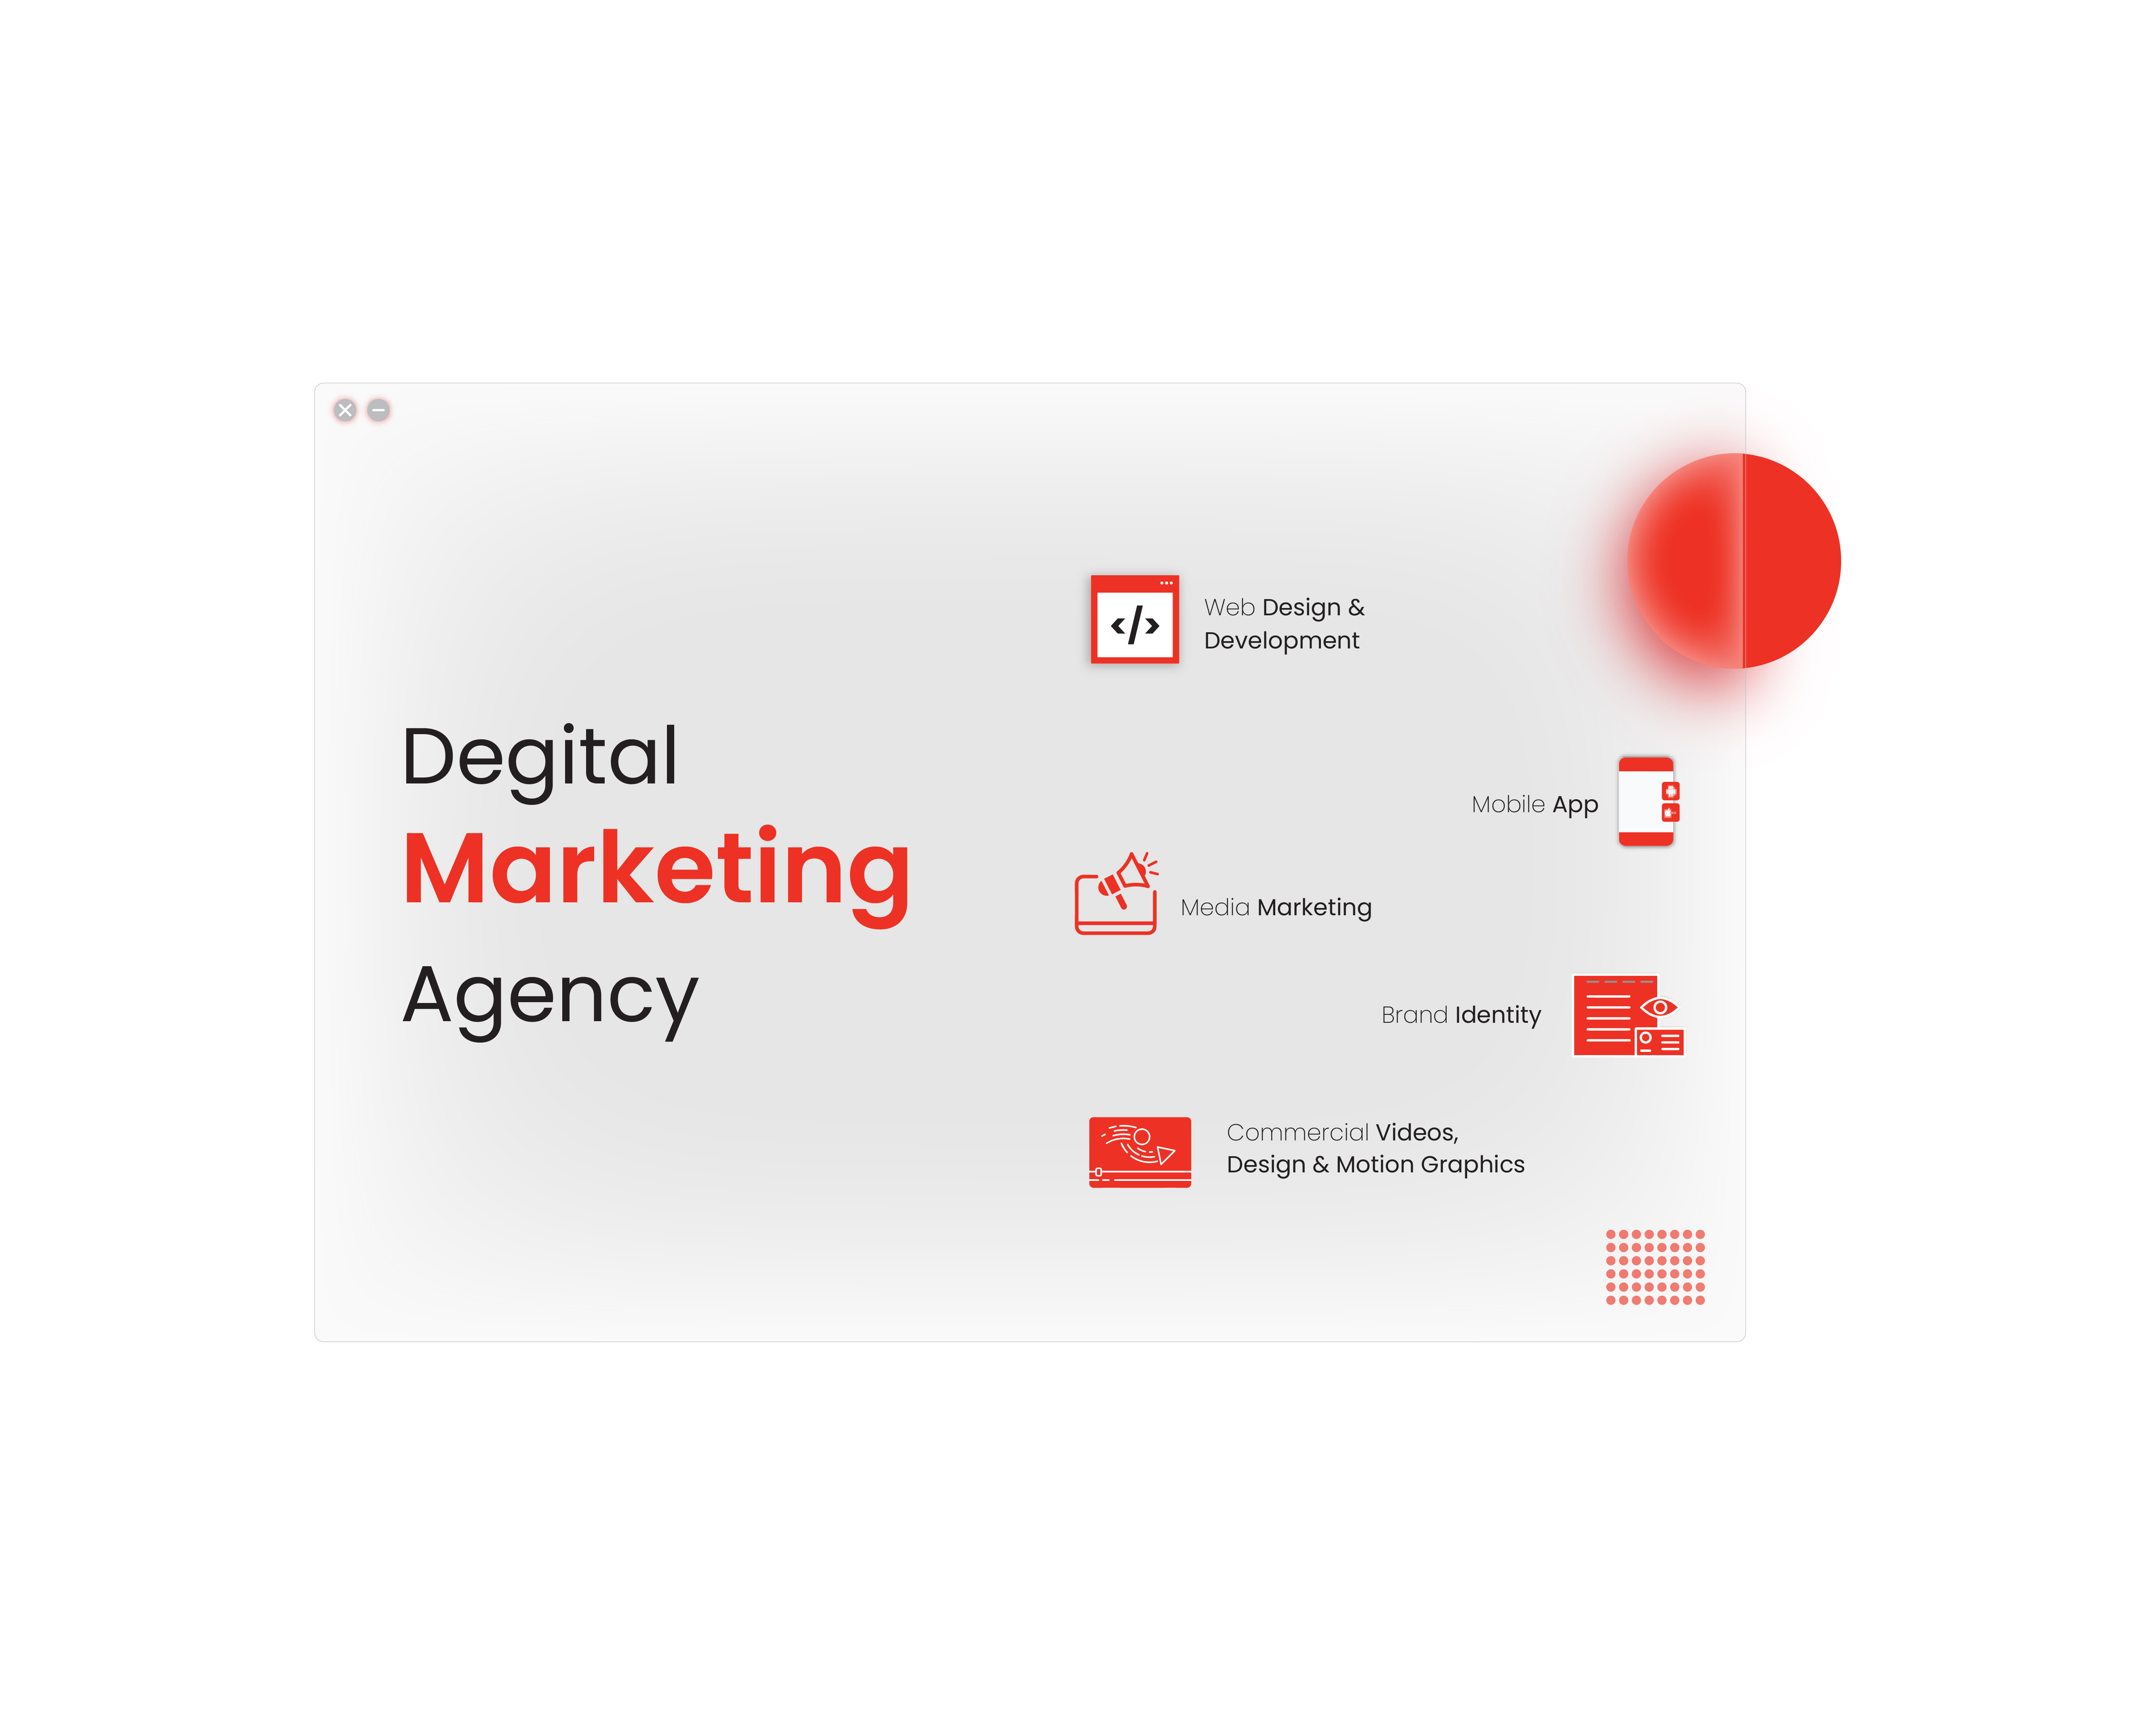 Degital
Marketing
Agency
Web Design &
Development
Mobile App
Media Marketing
Brand Identity
Commercial Videos,
Design & Motion Graphics